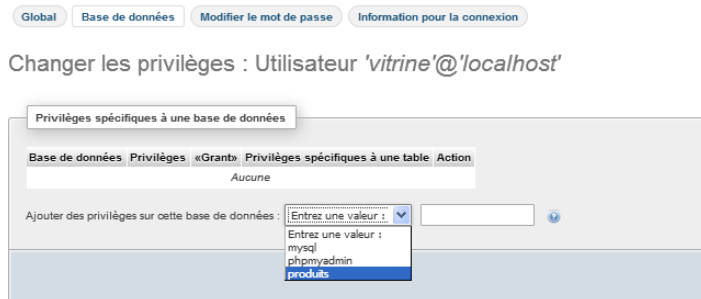 Global Base de données Modifier le mot de passe Information pour la connexion
Changer les privilèges : Utilisateur 'vitrine'@'localhost'
Privilèges spécifiques à une base de données
Base de données Privilèges «Grant» Privilèges spécifiques à une table Action
Aucune
Ajouter des privilèges sur cette base de données : Entrez une valeur :
Entrez une valeur :
mysql
phpmyadmin
produits